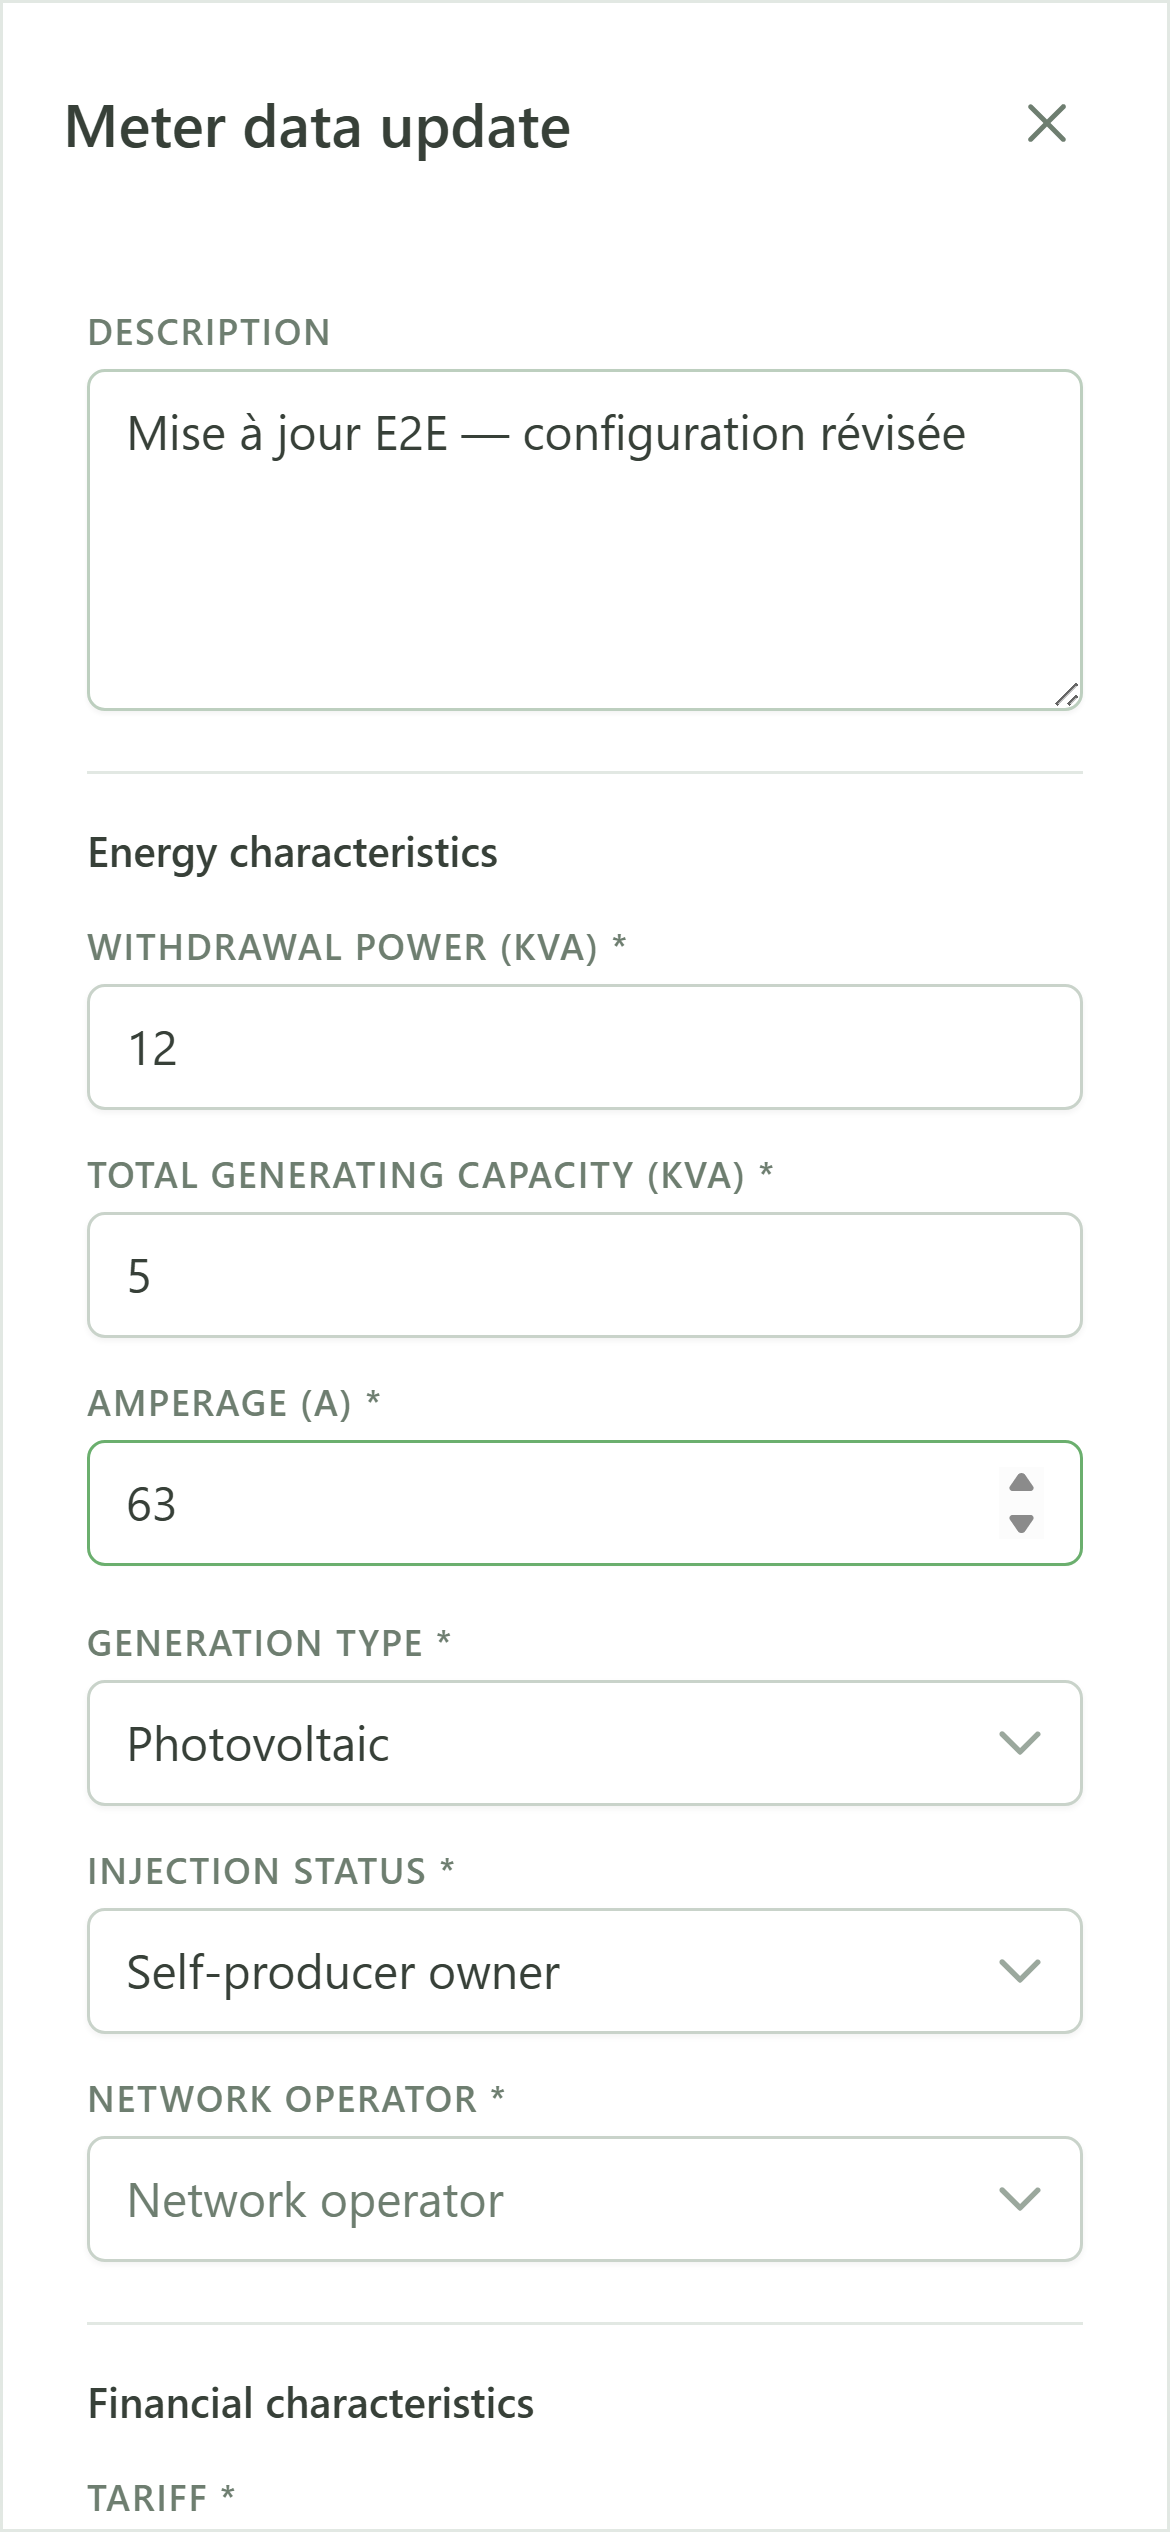 Meter data update
DESCRIPTION
Mise à jour E2E — configuration révisée
Energy characteristics
WITHDRAWAL POWER (KVA) *
12
TOTAL GENERATING CAPACITY (KVA) *
5
AMPERAGE (A) *
63
GENERATION TYPE *
Photovoltaic
INJECTION STATUS *
Self-producer owner
NETWORK OPERATOR *
Network operator
Financial characteristics
TARIFF *